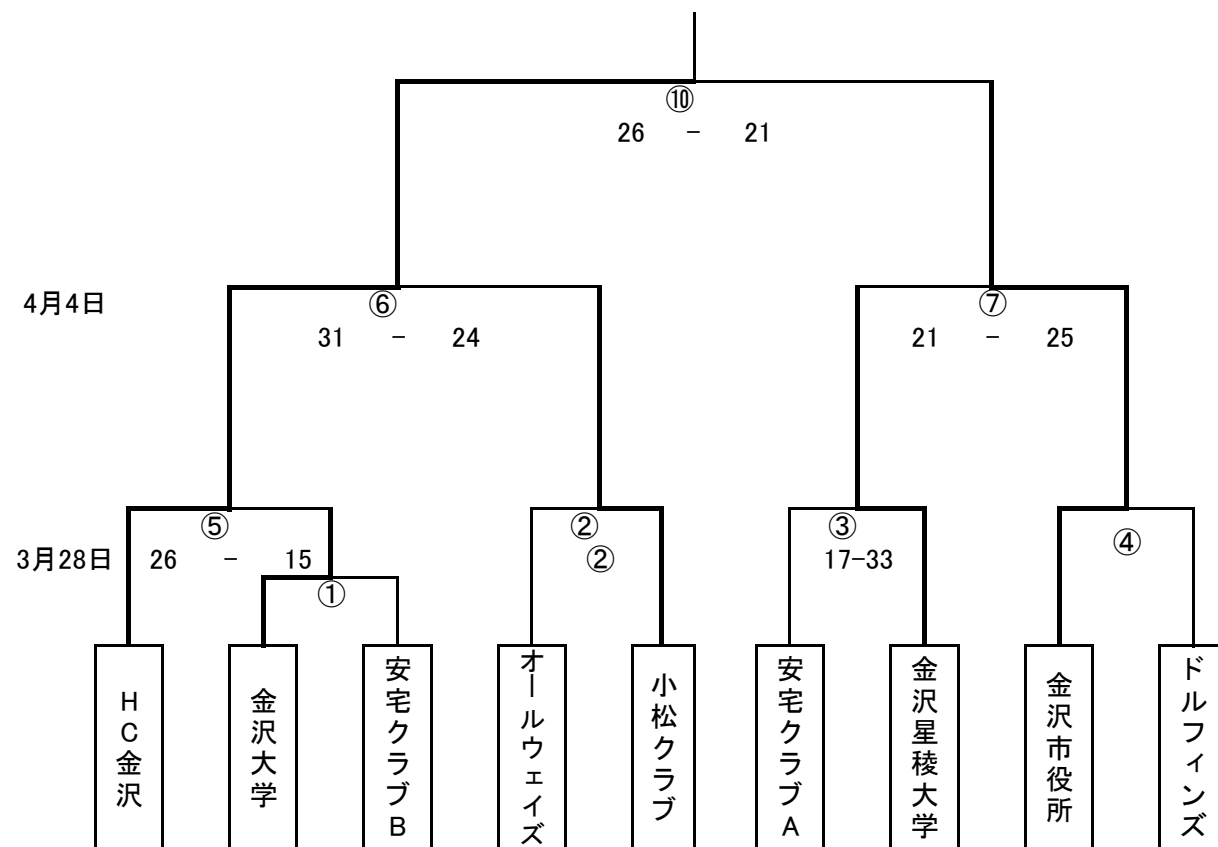 ⑩
26 － 21
4月4日
⑥
⑦
31 － 24
21 － 25
⑤
②
③
④
3月28日
26 － 15
②
17−33
①
HC金沢
金沢大学
安宅クラブB
オールウェイズ
小松クラブ
安宅クラブA
金沢星稜大学
金沢市役所
ドルフィンズ